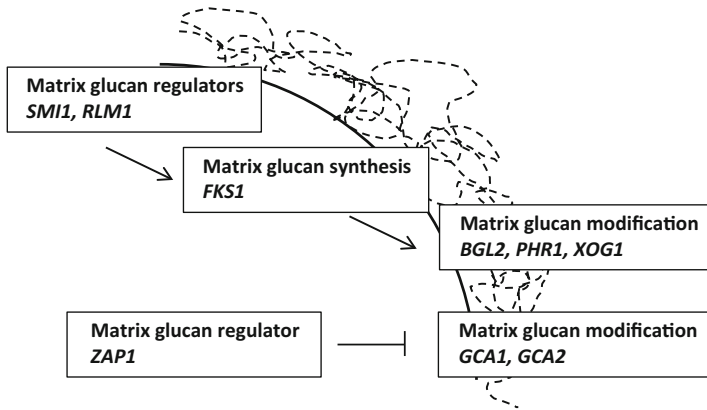 Matrix glucan regulators
SMI1, RLM1
Matrix glucan synthesis
FKS1
Matrix glucan modification
BGL2, PHR1, XOG1
Matrix glucan regulator
ZAP1
Matrix glucan modification
GCA1, GCA2